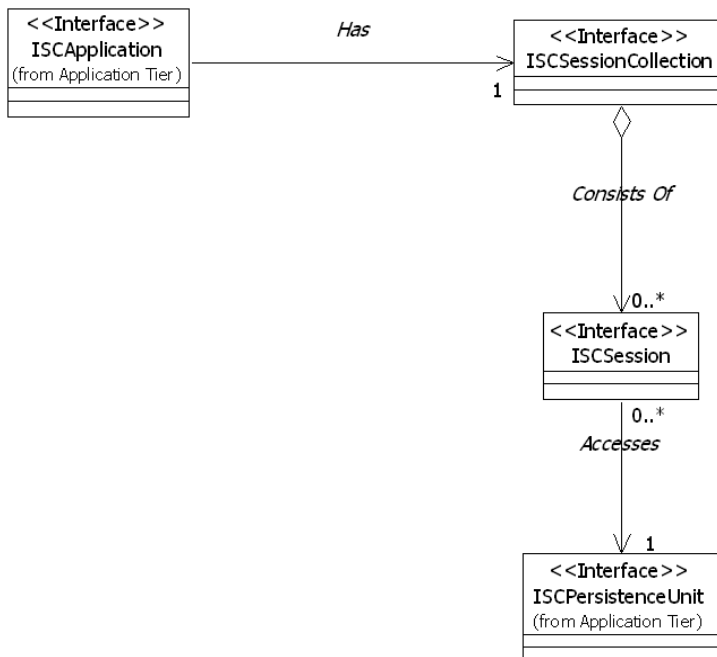 <<Interface>>
ISCApplication
(from Application Tier)
Has
<<Interface>>
ISCSessionCollection
1
Consists Of
0..*
<<Interface>>
ISCSession
0..*
Accesses
1
<<Interface>>
ISCPersistenceUnit
(from Application Tier)